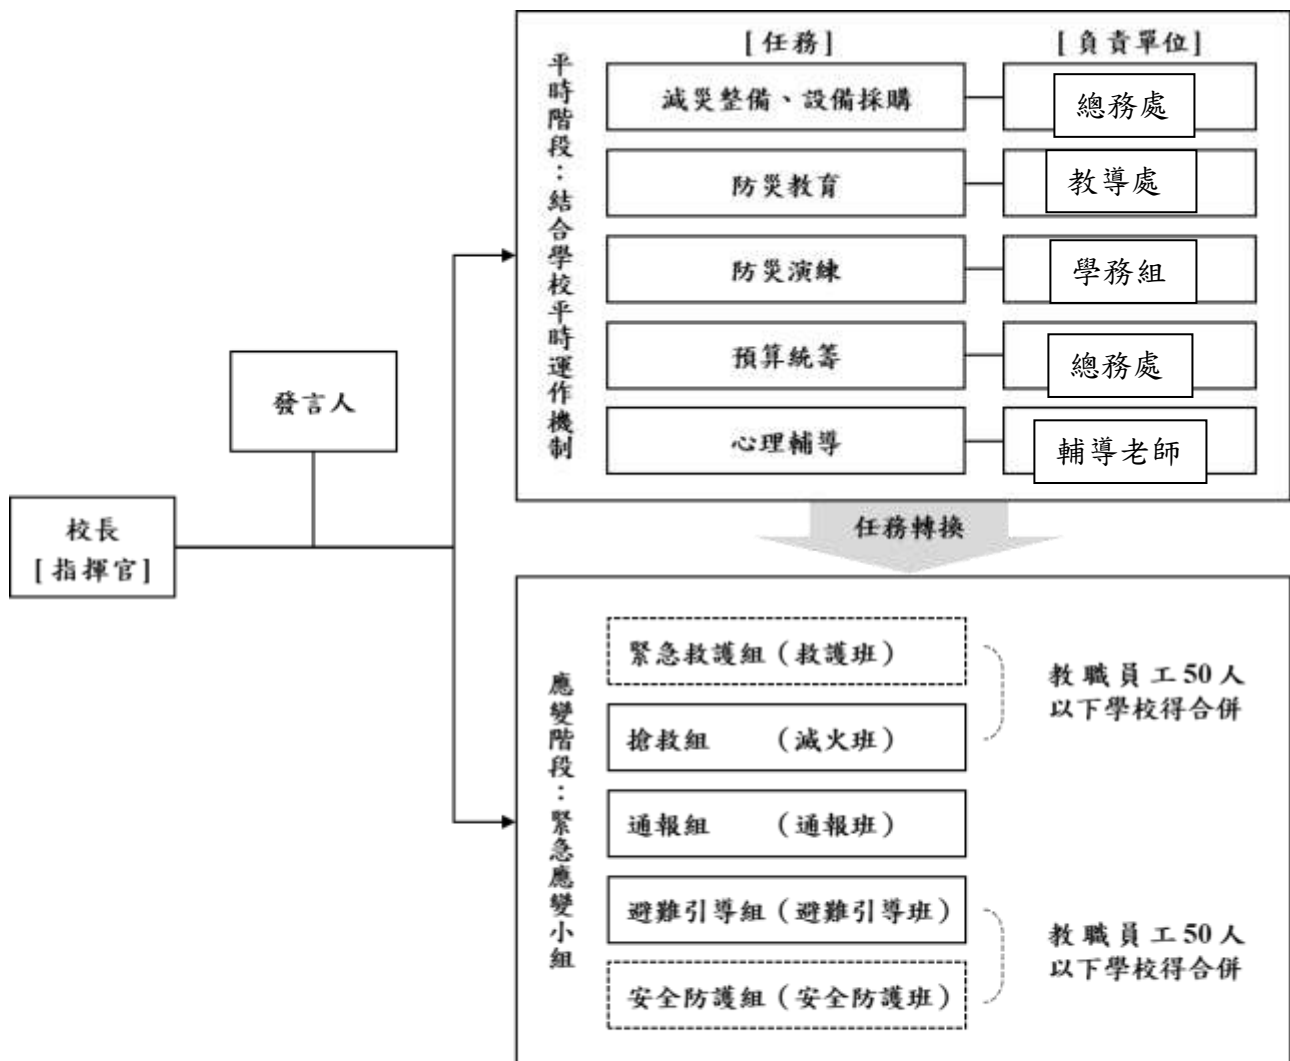 [任務]
[負責單位]
平時階段：結合學校平時運作機制
減災整備、設備採購
總務處
防災教育
教導處
防災演練
學務組
預算統籌
總務處
心理輔導
輔導老師
發言人
校長
[指揮官]
任務轉換
應變階段：緊急應變小組
緊急救護組（救護班）
搶救組 （滅火班）
教職員工50人
以下學校得合併
通報組 （通報班）
避難引導組（避難引導班）
安全防護組（安全防護班）
教職員工50人
以下學校得合併